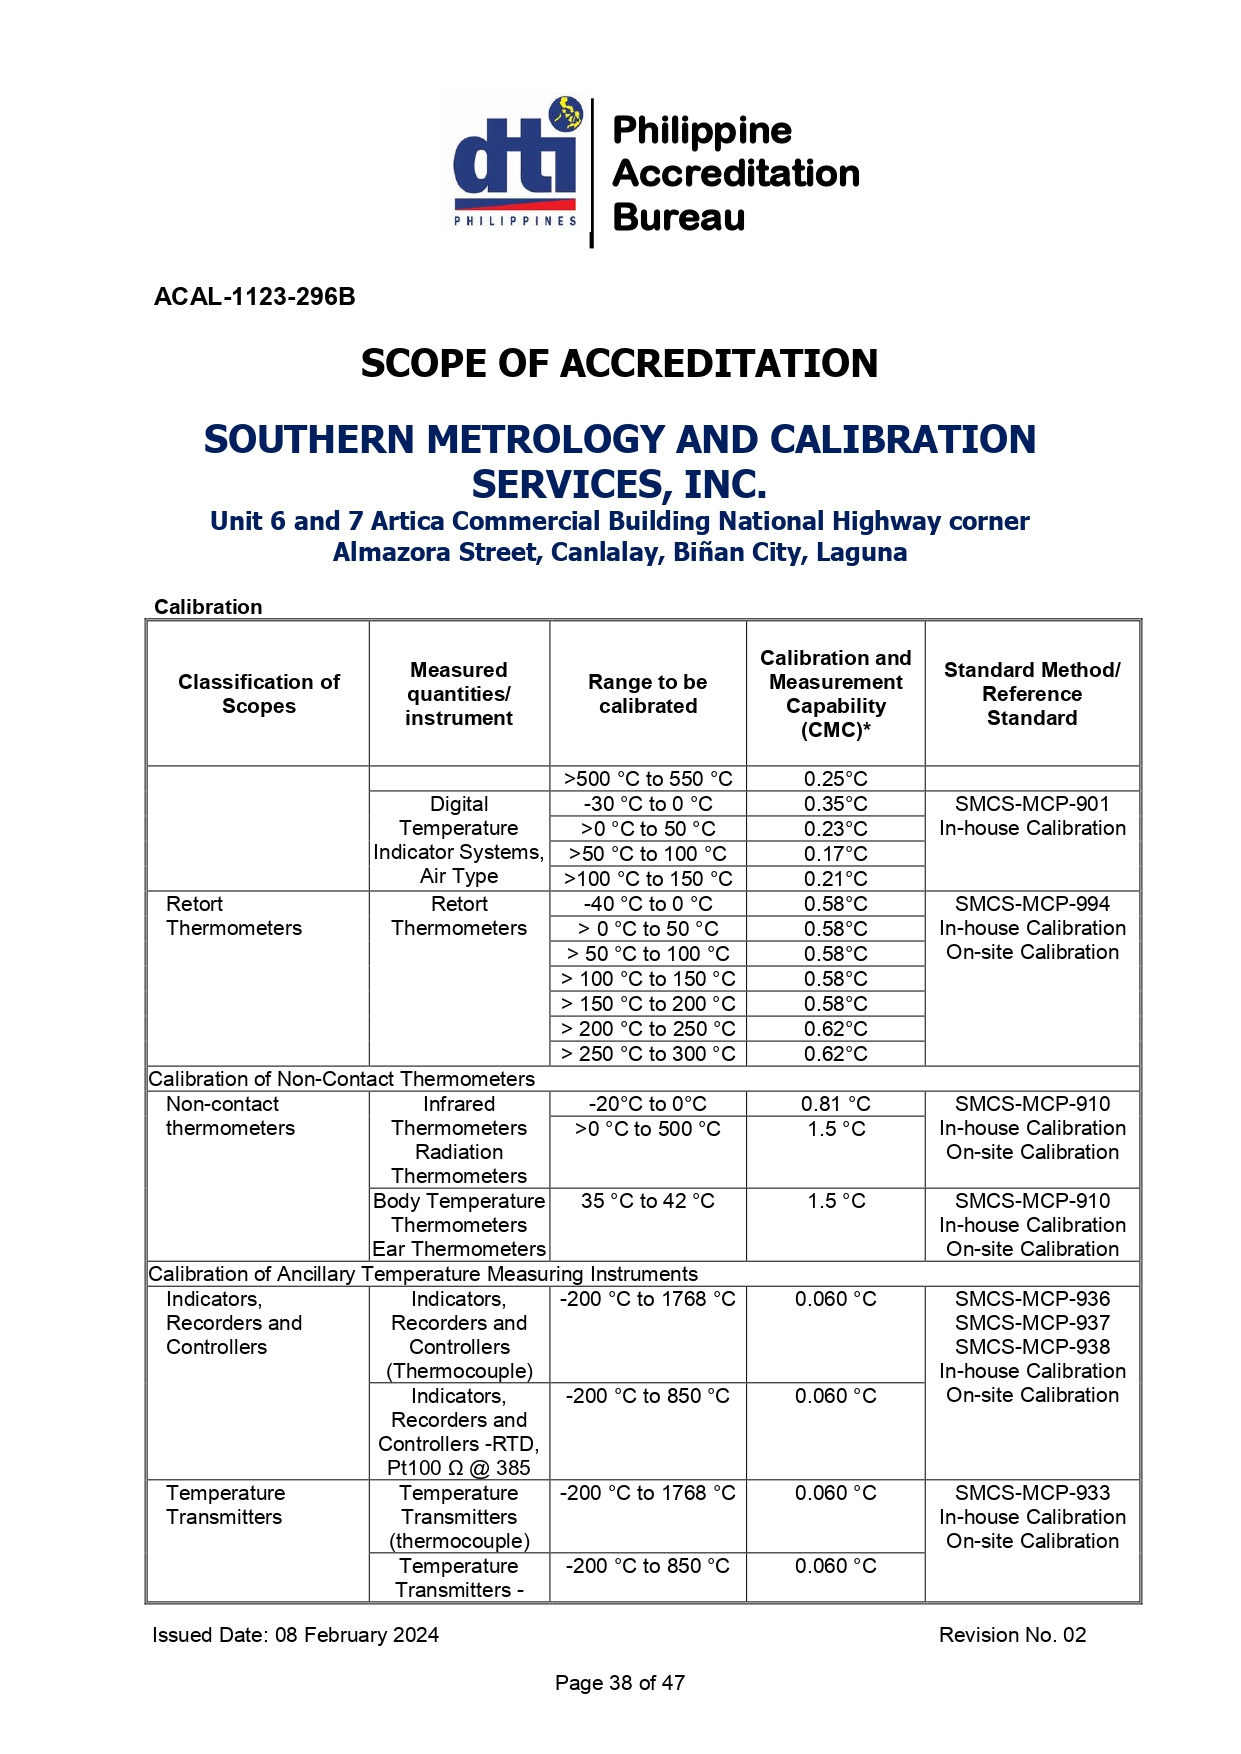 dti
PHILIPPINES
Philippine
Accreditation
Bureau
ACAL-1123-296B
SCOPE OF ACCREDITATION
SOUTHERN METROLOGY AND CALIBRATION
SERVICES, INC.
Unit 6 and 7 Artica Commercial Building National Highway corner
Almazora Street, Canlalay, Biñan City, Laguna
Calibration
Classification of
Scopes
Measured
quantities/
instrument
Range to be
calibrated
Calibration and
Measurement
Capability
(CMC)*
Standard Method/
Reference
Standard
>500 °C to 550 °C
0.25°C
Digital
Temperature
Indicator Systems,
Air Type
-30 °C to 0 °C
0.35°C
>0 °C to 50 °C
0.23°C
>50 °C to 100 °C
0.17°C
>100 °C to 150 °C
0.21°C
SMCS-MCP-901
In-house Calibration
Retort
Thermometers
Retort
Thermometers
-40 °C to 0 °C
0.58°C
> 0 °C to 50 °C
0.58°C
> 50 °C to 100 °C
0.58°C
> 100 °C to 150 °C
0.58°C
> 150 °C to 200 °C
0.58°C
> 200 °C to 250 °C
0.62°C
> 250 °C to 300 °C
0.62°C
SMCS-MCP-994
In-house Calibration
On-site Calibration
Calibration of Non-Contact Thermometers
Non-contact
thermometers
Infrared
Thermometers
Radiation
Thermometers
-20°C to 0°C
0.81 °C
>0 °C to 500 °C
1.5 °C
SMCS-MCP-910
In-house Calibration
On-site Calibration
Body Temperature
Thermometers
Ear Thermometers
35 °C to 42 °C
1.5 °C
SMCS-MCP-910
In-house Calibration
On-site Calibration
Calibration of Ancillary Temperature Measuring Instruments
Indicators,
Recorders and
Controllers
Indicators,
Recorders and
Controllers
(Thermocouple)
-200 °C to 1768 °C
0.060 °C
SMCS-MCP-936
SMCS-MCP-937
SMCS-MCP-938
In-house Calibration
On-site Calibration
Indicators,
Recorders and
Controllers -RTD,
Pt100 Ω @ 385
-200 °C to 850 °C
0.060 °C
Temperature
Transmitters
Temperature
Transmitters
(thermocouple)
-200 °C to 1768 °C
0.060 °C
SMCS-MCP-933
In-house Calibration
On-site Calibration
Temperature
Transmitters -
-200 °C to 850 °C
0.060 °C
Issued Date: 08 February 2024
Revision No. 02
Page 38 of 47